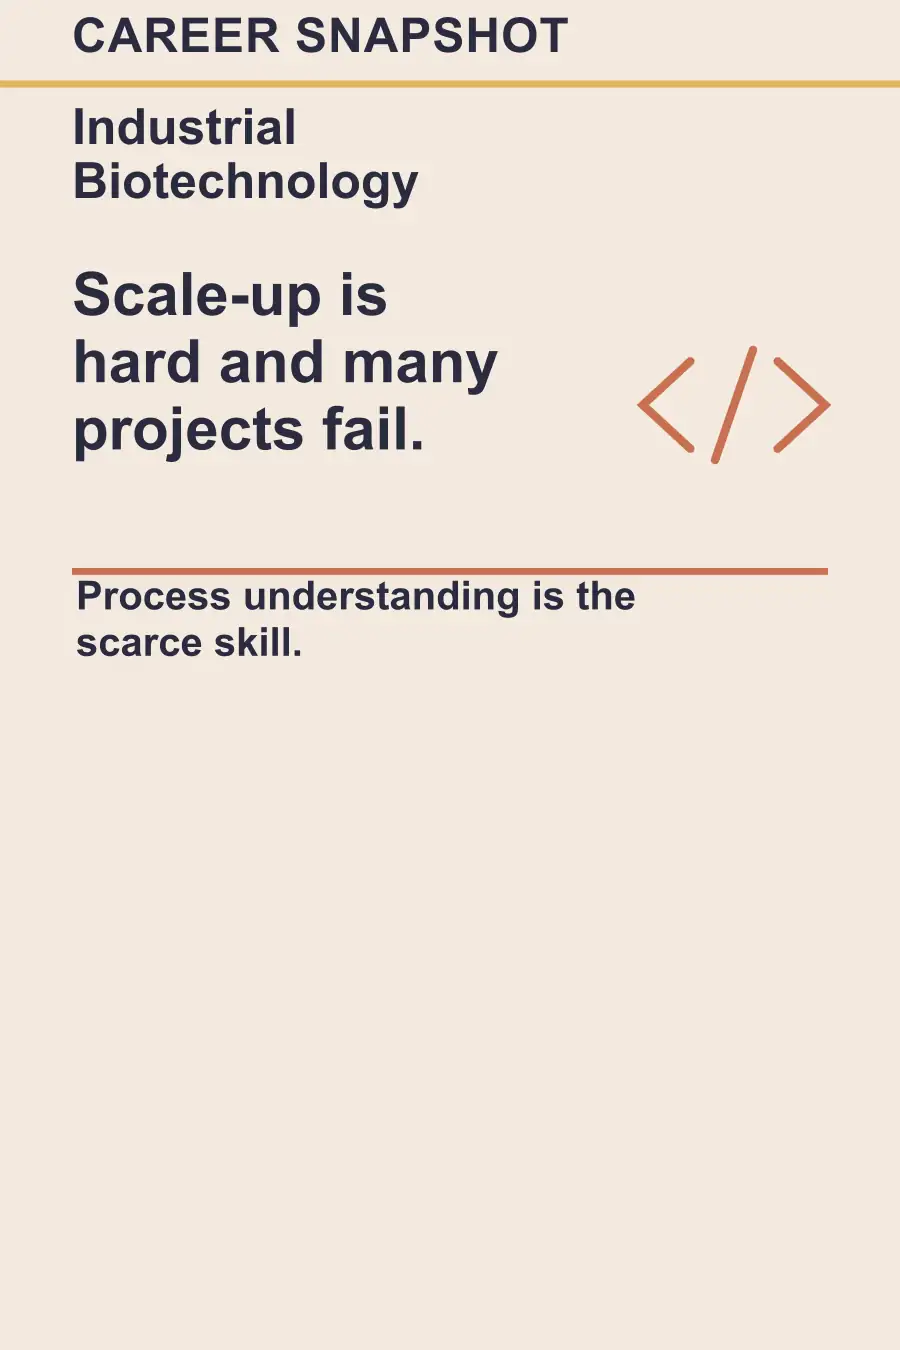 CAREER SNAPSHOT
Industrial
Biotechnology
Scale-up is
hard and many
projects fail.
Process understanding is the
scarce skill.